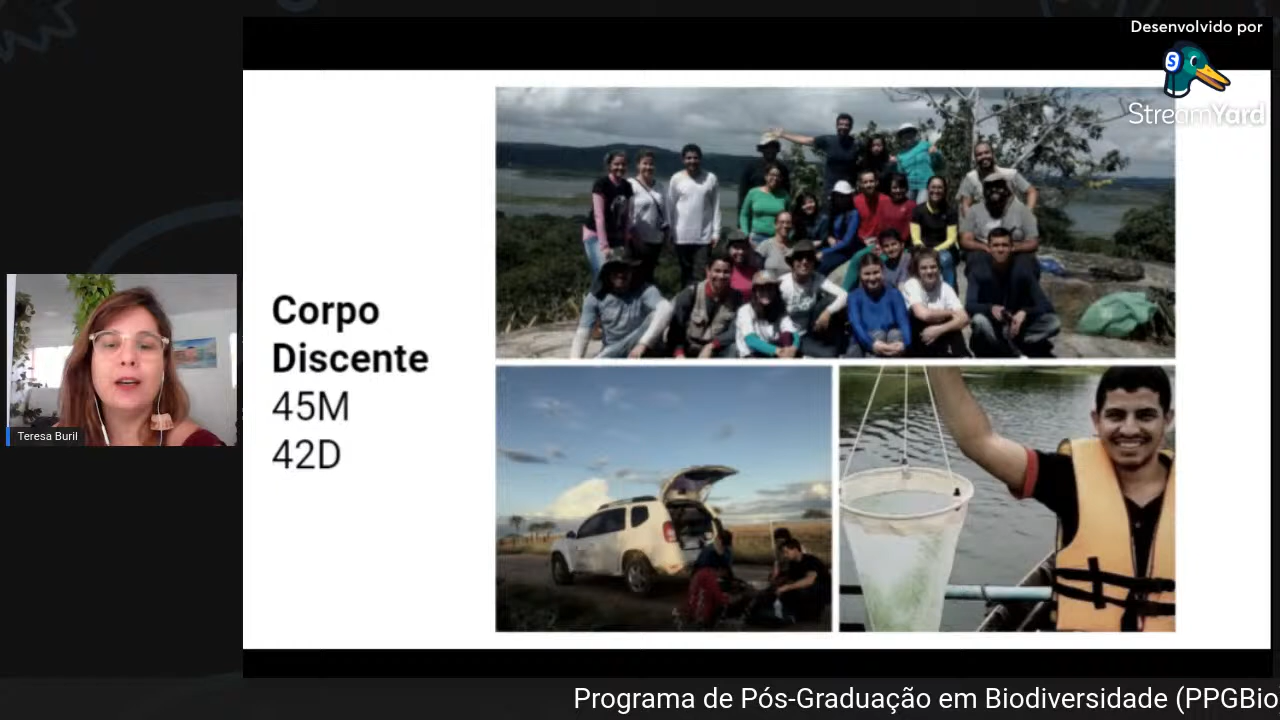 Desenvolvido por
StreamYard
Corpo
Discente
45M
42D
Teresa Buril
Programa de Pós-Graduação em Biodiversidade (PPGBio